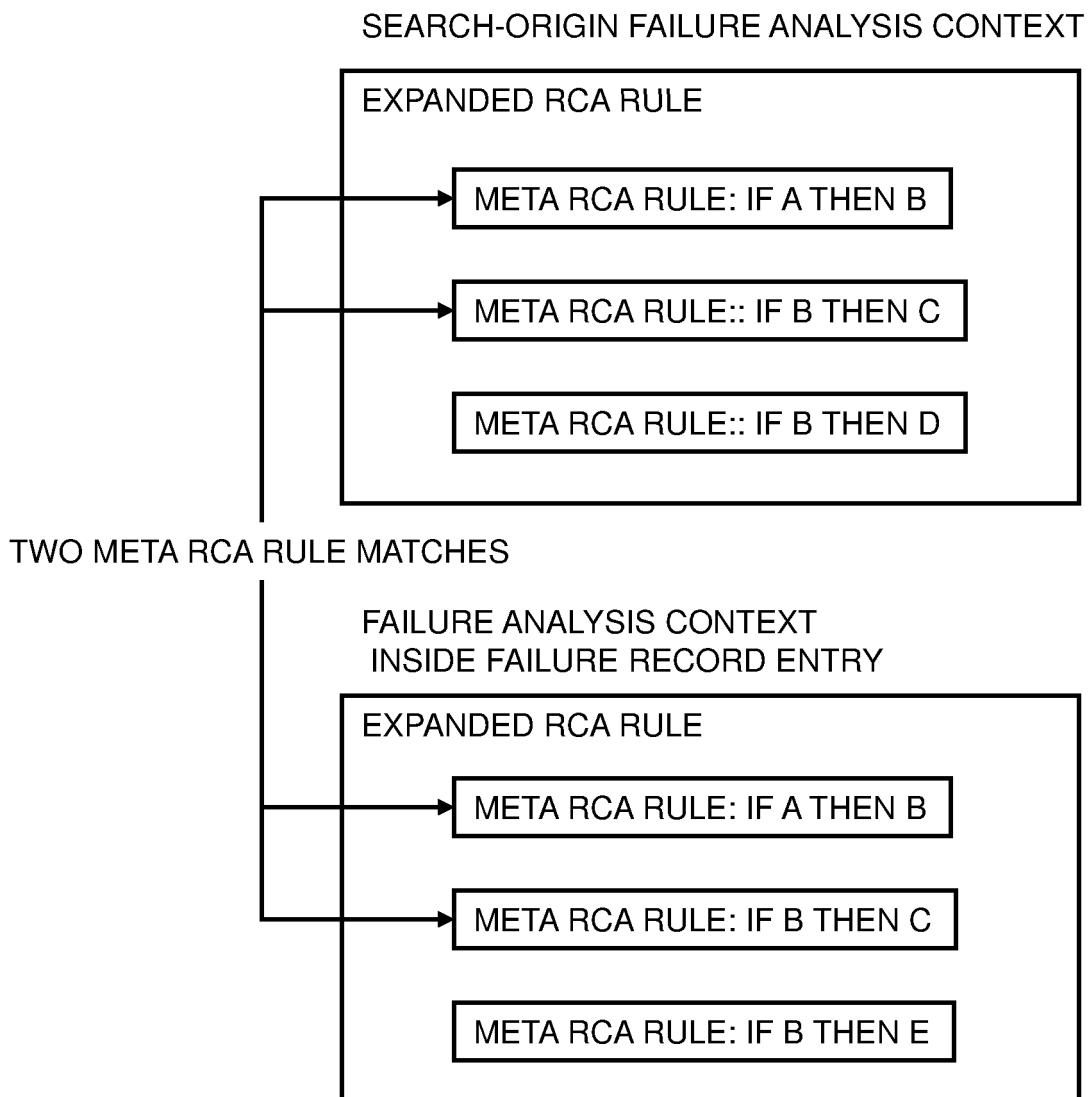 SEARCH-ORIGIN FAILURE ANALYSIS CONTEXT
EXPANDED RCA RULE
META RCA RULE: IF A THEN B
META RCA RULE:: IF B THEN C
META RCA RULE:: IF B THEN D
TWO META RCA RULE MATCHES
FAILURE ANALYSIS CONTEXT
INSIDE FAILURE RECORD ENTRY
EXPANDED RCA RULE
META RCA RULE: IF A THEN B
META RCA RULE: IF B THEN C
META RCA RULE: IF B THEN E